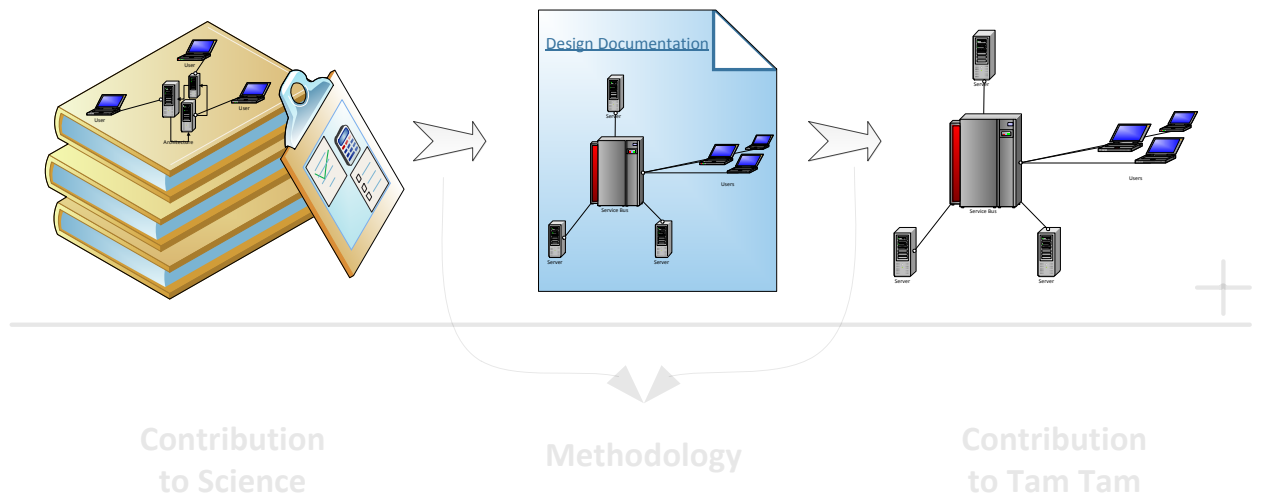 User
User
User
Architecture
Design Documentation
Server
Service Bus
Users
Server
Server
Server
Service Bus
Users
Server
Server
Contribution
to Science
Methodology
Contribution
to Tam Tam